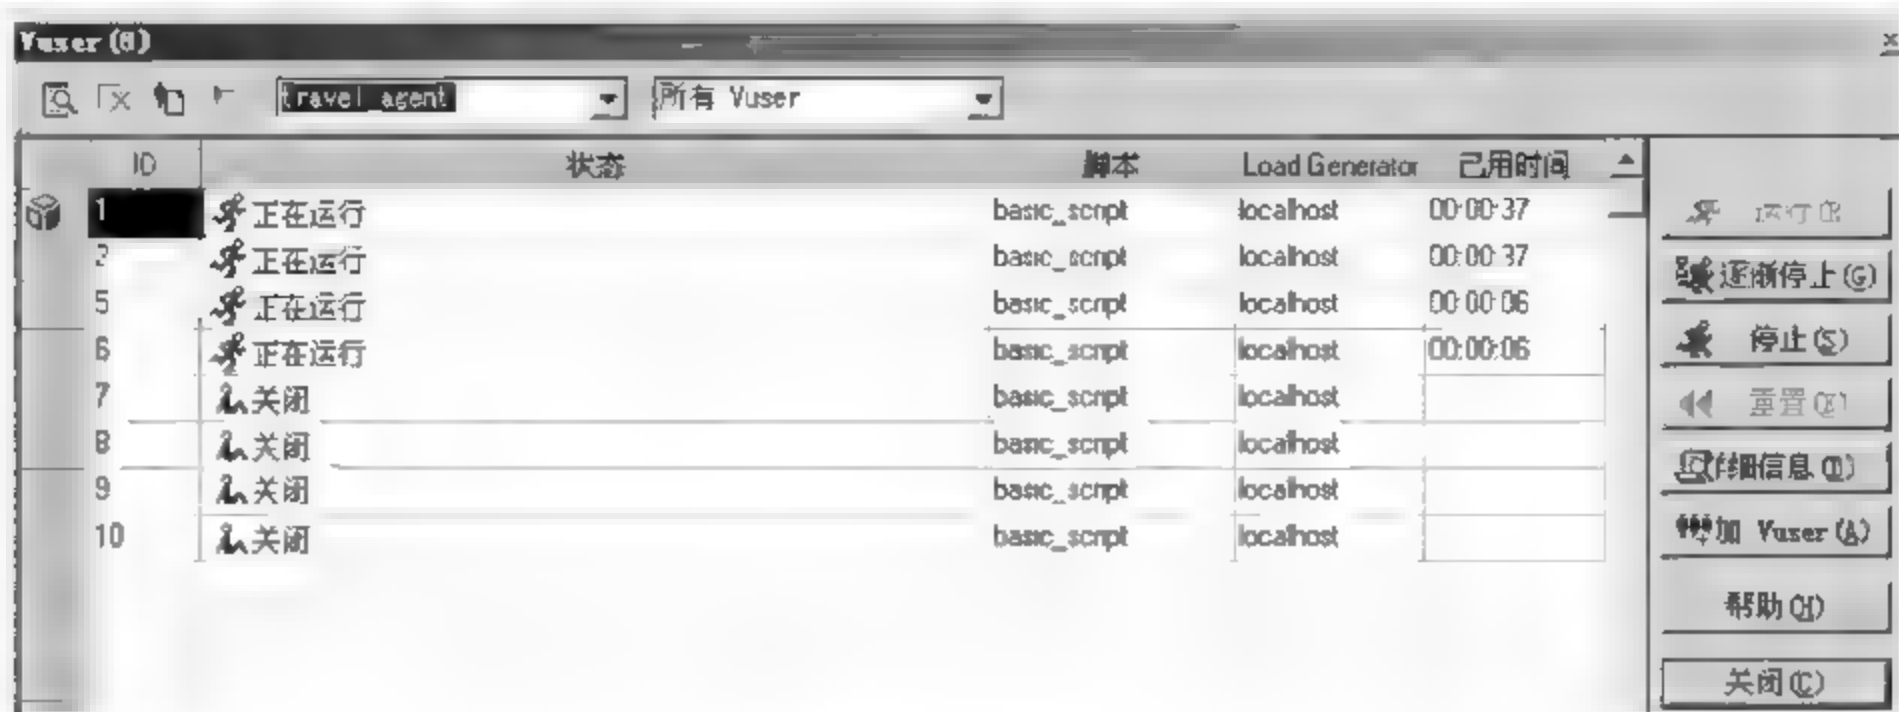 Vuser(8)
travel_agent 所有 Vuser
ID 状态 脚本 Load Generator 已用时间
1 正在运行 basic_script localhost 00:00:37
2 正在运行 basic_script localhost 00:00:37
5 正在运行 basic_script localhost 00:00:06
6 正在运行 basic_script localhost 00:00:06
7 关闭 basic_script localhost
8 关闭 basic_script localhost
9 关闭 basic_script localhost
10 关闭 basic_script localhost
运行(R)
逐渐停止(G)
停止(S)
重置(E)
详细信息(D)
加 Vuser(A)
帮助(H)
关闭(C)